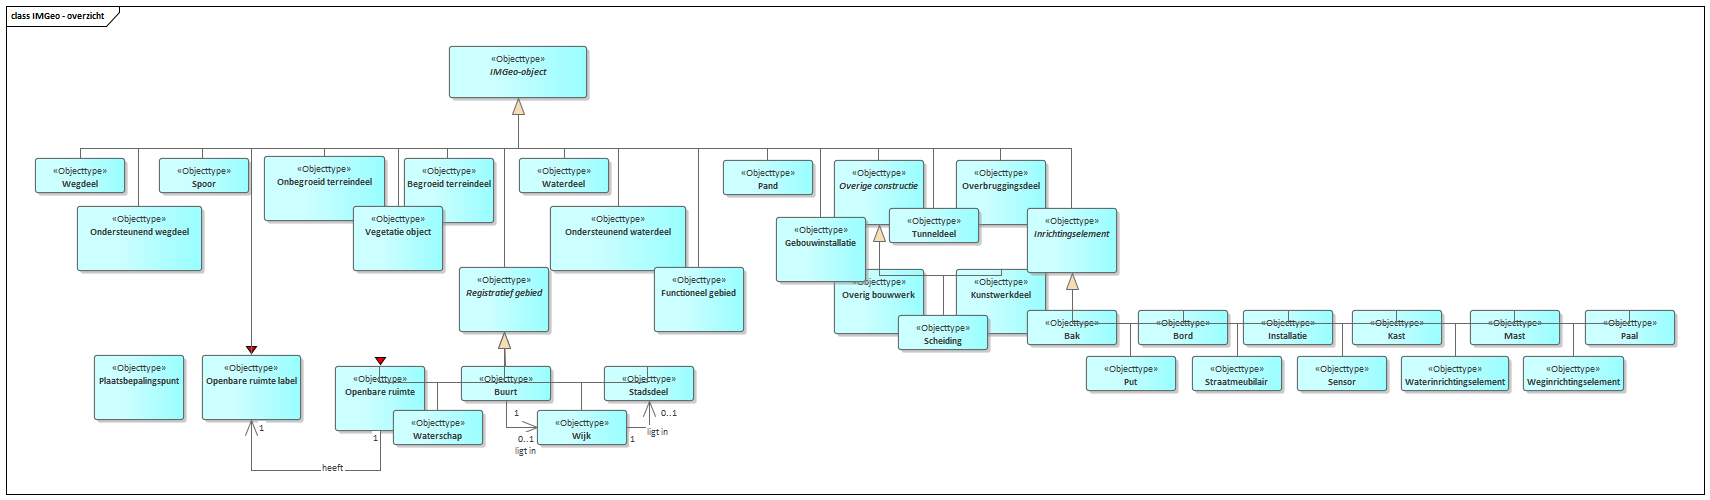 class IMGeo - overzicht
«Objecttype»
IMGeo-object
«Objecttype»
Wegdeel
«Objecttype»
Spoor
«Objecttype»
Onbegroeid terreindeel
«Objecttype»
Begroeid terreindeel
«Objecttype»
Waterdeel
«Objecttype»
Pand
«Objecttype»
Overige constructie
«Objecttype»
Overbruggingsdeel
«Objecttype»
Ondersteunend wegdeel
«Objecttype»
Vegetatie object
«Objecttype»
Ondersteunend waterdeel
«Objecttype»
Gebouwinstallatie
«Objecttype»
Tunneldeel
«Objecttype»
Inrichtingselement
«Objecttype»
Registratief gebied
«Objecttype»
Functioneel gebied
«Objecttype»
Overig bouwwerk
«Objecttype»
Kunstwerkdeel
«Objecttype»
Scheiding
«Objecttype»
Bak
«Objecttype»
Bord
«Objecttype»
Installatie
«Objecttype»
Kast
«Objecttype»
Mast
«Objecttype»
Paal
«Objecttype»
Put
«Objecttype»
Straatmeubilair
«Objecttype»
Sensor
«Objecttype»
Waterinrichtingselement
«Objecttype»
Weginrichtingselement
«Objecttype»
Plaatsbepalingspunt
«Objecttype»
Openbare ruimte label
«Objecttype»
Openbare ruimte
«Objecttype»
Buurt
«Objecttype»
Stadsdeel
«Objecttype»
Waterschap
«Objecttype»
Wijk
1
0..1
ligt in
1
0..1
ligt in
1
1
heeft